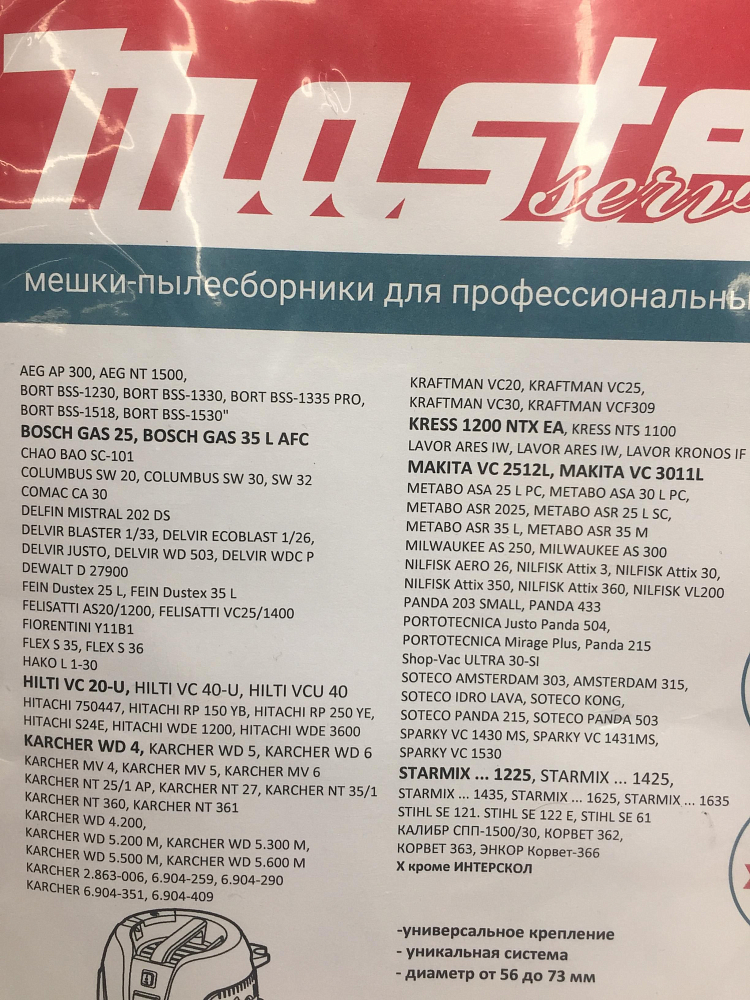 master
мешки-пылесборники для
AEG AP 300, AEG NT 1500,
BORT BSS-1230, BORT BSS-1330, BORT BSS-1335 PRO,
BORT BSS-1518, BORT BSS-1530"
BOSCH GAS 25, BOSCH GAS 35 L AFC
CHAO BAO SC-101
COLUMBUS SW 20, COLUMBUS SW 30, SW 32
COMAC CA 30
DELFIN MISTRAL 202 DS
DELVIR BLASTER 1/33, DELVIR ECOBLAST 1/26,
DELVIR JUSTO, DELVIR WD 503, DELVIR WDC P
DEWALT D 27900
FEIN Dustex 25 L, FEIN Dustex 35 L
FELISATTI AS20/1200, FELISATTI VC25/1400
FIORENTINI Y11B1
FLEX S 35, FLEX S 36
HAKO L 1-30
HILTI VC 20-U, HILTI VC 40-U, HILTI VCU 40
HITACHI 750447, HITACHI RP 150 YB, HITACHI RP 250 YE,
HITACHI S24E, HITACHI WDE 1200, HITACHI WDE 3600
KARCHER WD 4, KARCHER WD 5, KARCHER WD 6
KARCHER MV 4, KARCHER MV 5, KARCHER MV 6
KARCHER NT 25/1 AP, KARCHER NT 27, KARCHER NT 35/1
KARCHER NT 360, KARCHER NT 361
KARCHER WD 4.200,
KARCHER WD 5.200 M, KARCHER WD 5.300 M,
KARCHER WD 5.500 M, KARCHER WD 5.600 M
KARCHER 2.863-006, 6.904-259, 6.904-290
KARCHER 6.904-351, 6.904-409
KRAFTMAN VC20, KRAFTMAN VC25,
KRAFTMAN VC30, KRAFTMAN VCF309
KRESS 1200 NTX EA, KRESS NTS 1100
LAVOR ARES IW, LAVOR ARES IW, LAVOR KRONOS IF
MAKITA VC 2512L, MAKITA VC 3011L
METABO ASA 25 L PC, METABO ASA 30 L PC,
METABO ASR 2025, METABO ASR 25 L SC,
METABO ASR 35 L, METABO ASR 35 M
MILWAUKEE AS 250, MILWAUKEE AS 300
NILFISK AERO 26, NILFISK Attix 3, NILFISK Attix 30,
NILFISK Attix 350, NILFISK Attix 360, NILFISK VL200
PANDA 203 SMALL, PANDA 433
PORTOTECNICA Justo Panda 504,
PORTOTECNICA Mirage Plus, Panda 215
Shop-Vac ULTRA 30-SI
SOTECO AMSTERDAM 303, AMSTERDAM 315,
SOTECO IDRO LAVA, SOTECO KONG,
SOTECO PANDA 215, SOTECO PANDA 503
SPARKY VC 1430 MS, SPARKY VC 1431MS,
SPARKY VC 1530
STARMIX ... 1225, STARMIX ... 1425,
STARMIX ... 1435, STARMIX ... 1625, STARMIX ... 1635
STIHL SE 121. STIHL SE 122 E, STIHL SE 61
КАЛИБР СПП-1500/30, КОРВЕТ 362,
КОРВЕТ 363, ЭНКОР Корвет-366
X кроме ИНТЕРСКОЛ
-универсальное крепление
- уникальная система
- диаметр от 56 до 73 мм